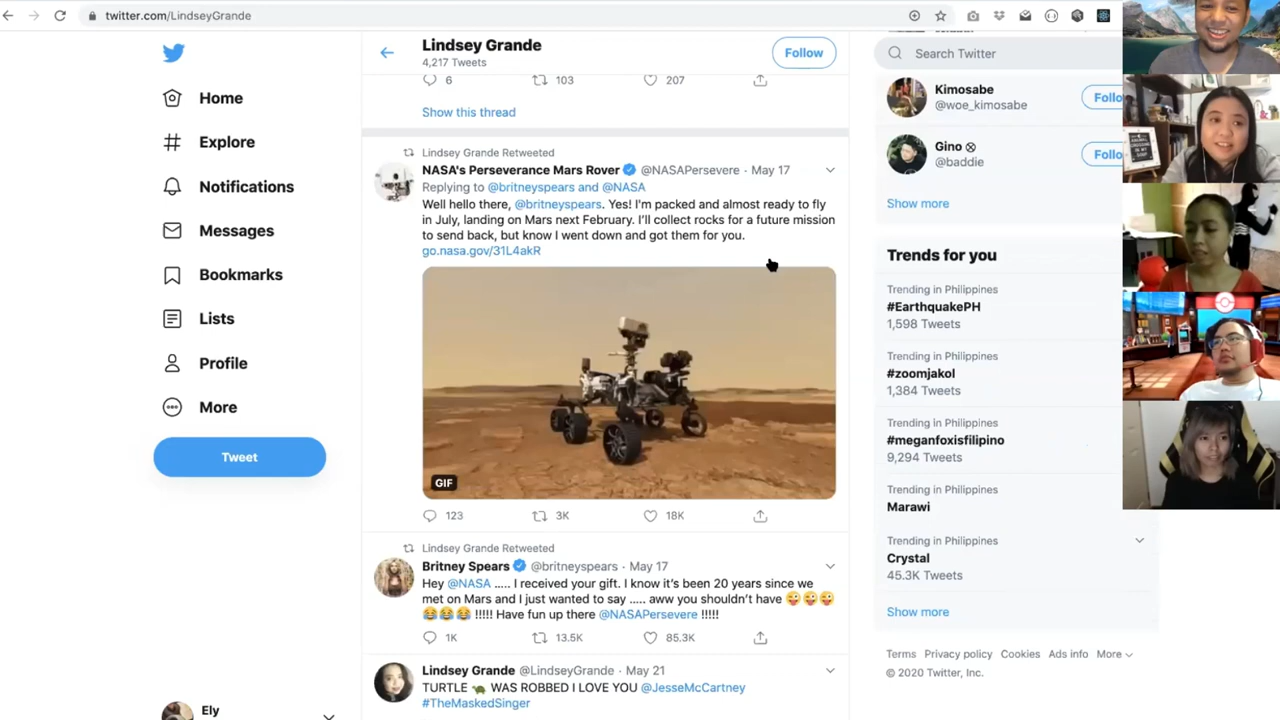 twitter.com/LindseyGrande
Home
Explore
Notifications
Messages
Bookmarks
Lists
Profile
More
Tweet
Ely
Lindsey Grande
4,217 Tweets
Follow
6 103 207
Show this thread
Lindsey Grande Retweeted
NASA's Perseverance Mars Rover @NASAPersevere · May 17
Replying to @britneyspears and @NASA
Well hello there, @britneyspears. Yes! I'm packed and almost ready to fly
in July, landing on Mars next February. I'll collect rocks for a future mission
to send back, but know I went down and got them for you.
go.nasa.gov/31L4akR
GIF
123 3K 18K
Lindsey Grande Retweeted
Britney Spears @britneyspears · May 17
Hey @NASA ..... I received your gift. I know it's been 20 years since we
met on Mars and I just wanted to say ..... aww you shouldn't have 😜😜😜
😂😂😂 !!!!! Have fun up there @NASAPersevere !!!!!
1K 13.5K 85.3K
Lindsey Grande @LindseyGrande · May 21
TURTLE 🐢 WAS ROBBED I LOVE YOU @JesseMcCartney
#TheMaskedSinger
Search Twitter
Kimosabe
@woe_kimosabe
Follo
Gino ⓧ
@baddie
Follo
Show more
Trends for you
Trending in Philippines
#EarthquakePH
1,598 Tweets
Trending in Philippines
#zoomjakol
1,384 Tweets
Trending in Philippines
#meganfoxisfilipino
9,294 Tweets
Trending in Philippines
Marawi
Trending in Philippines
Crystal
45.3K Tweets
Show more
Terms Privacy policy Cookies Ads info More
© 2020 Twitter, Inc.